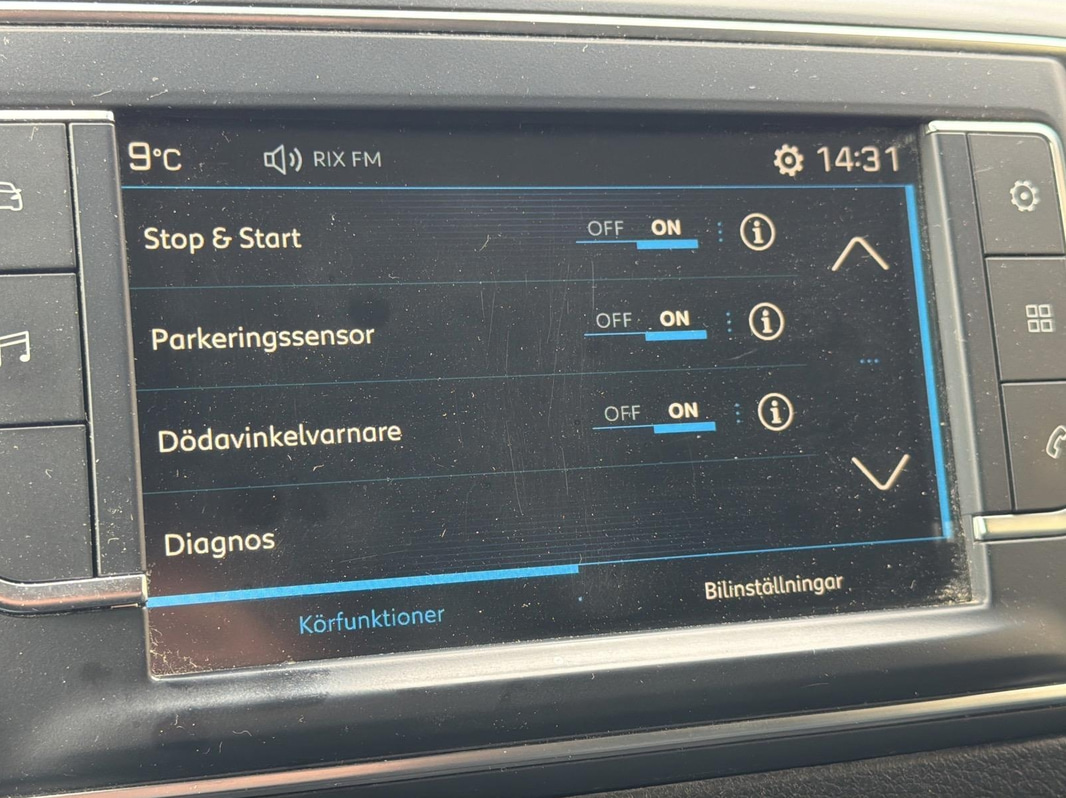 9°C RIX FM 14:31
Stop & Start OFF ON
Parkeringssensor OFF ON
Dödavinkelvarnare OFF ON
Diagnos
Körfunktioner Bilinställningar